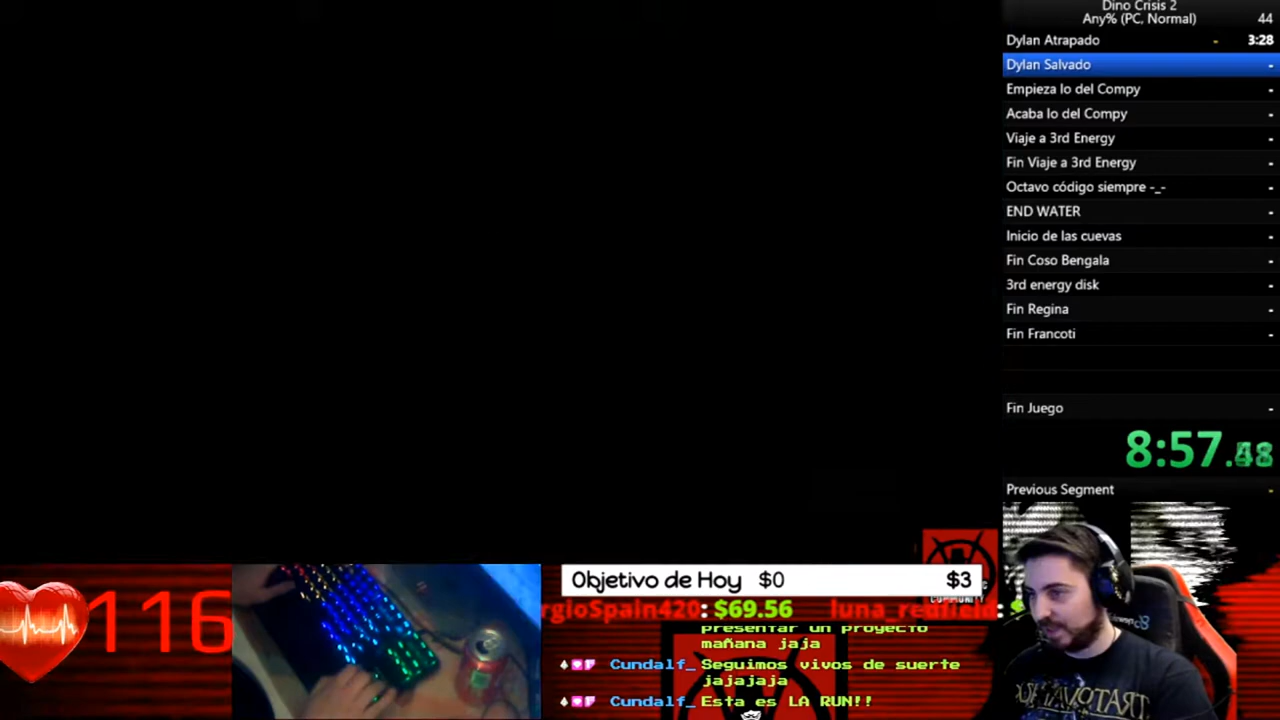 Dino Crisis 2
Any% (PC, Normal) 44
Dylan Atrapado - 3:28
Dylan Salvado -
Empieza lo del Compy -
Acaba lo del Compy -
Viaje a 3rd Energy -
Fin Viaje a 3rd Energy -
Octavo código siempre -_- -
END WATER -
Inicio de las cuevas -
Fin Coso Bengala -
3rd energy disk -
Fin Regina -
Fin Francoti -
Fin Juego -
8:57.48
Previous Segment -
116
Objetivo de Hoy $0 $3
rgioSpain420: $69.56 luna_redfield:
presentar un proyecto
mañana jaja
Cundalf_ Seguimos vivos de suerte
jajajaja
Cundalf_ Esta es LA RUN!!